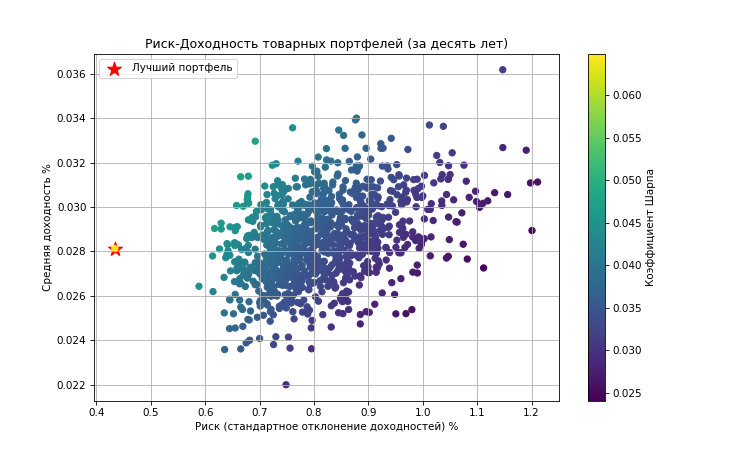 Риск-Доходность товарных портфелей (за десять лет)
Лучший портфель
Средняя доходность %
0.036
0.034
0.032
0.030
0.028
0.026
0.024
0.022
0.4 0.5 0.6 0.7 0.8 0.9 1.0 1.1 1.2
Риск (стандартное отклонение доходностей) %
0.060
0.055
0.050
0.045
0.040
0.035
0.030
0.025
Коэффициент Шарпа